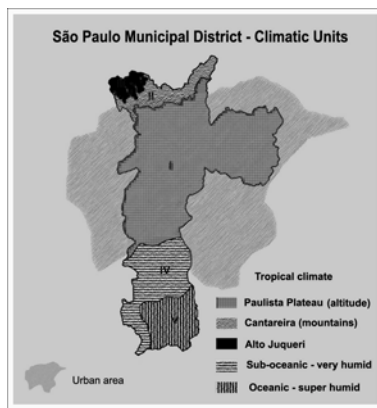 São Paulo Municipal District - Climatic Units
II
I
IV
V
Tropical climate
Paulista Plateau (altitude)
Cantareira (mountains)
Alto Juqueri
Sub-oceanic - very humid
Oceanic - super humid
Urban area